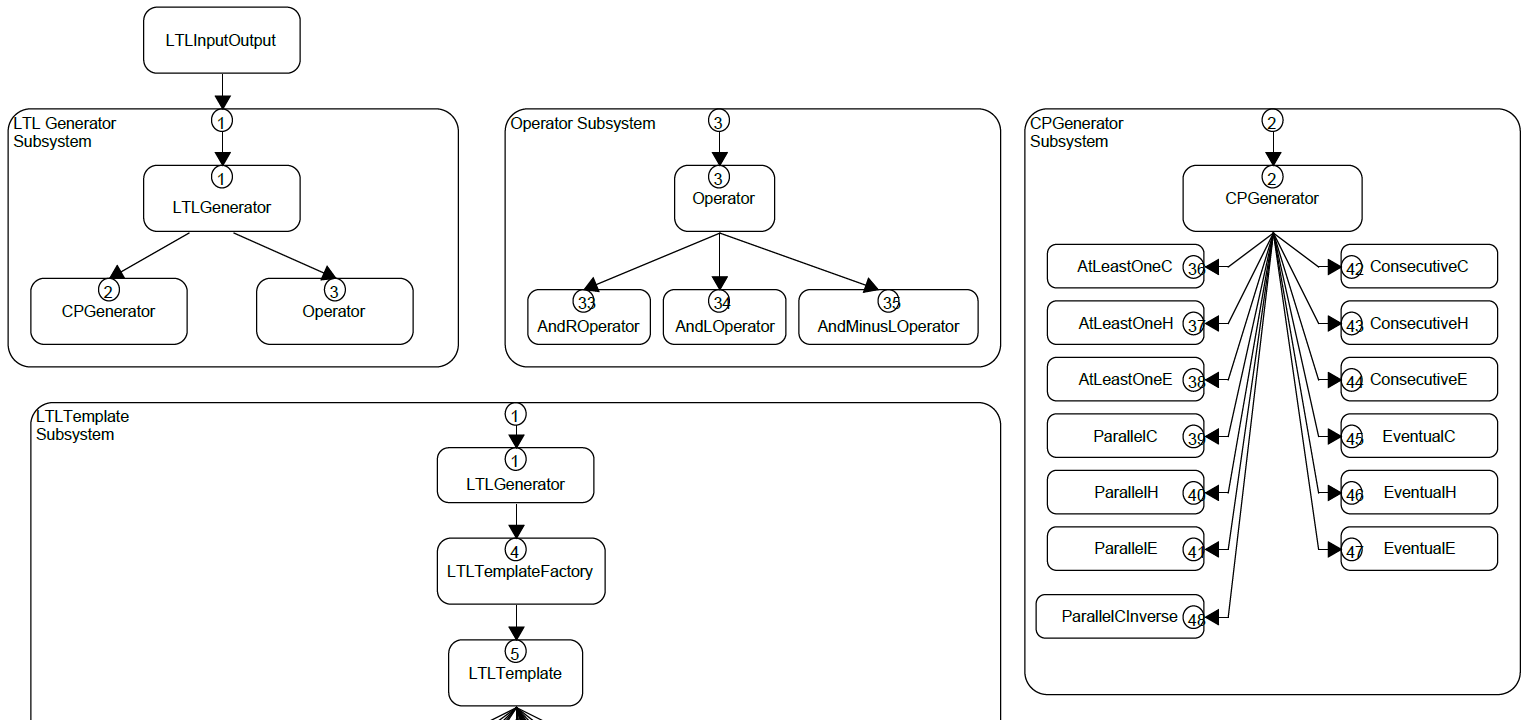 LTLInputOutput
LTL Generator
Subsystem
1
1
LTLGenerator
2
CPGenerator
3
Operator
Operator Subsystem
3
3
Operator
33
AndROperator
34
AndLOperator
35
AndMinusLOperator
CPGenerator
Subsystem
2
2
CPGenerator
AtLeastOneC 36
42 ConsecutiveC
AtLeastOneH 37
43 ConsecutiveH
AtLeastOneE 38
44 ConsecutiveE
ParallelC 39
45 EventualC
ParallelH 40
46 EventualH
ParallelE 41
47 EventualE
ParallelCInverse 48
LTLTemplate
Subsystem
1
1
LTLGenerator
4
LTLTemplateFactory
5
LTLTemplate